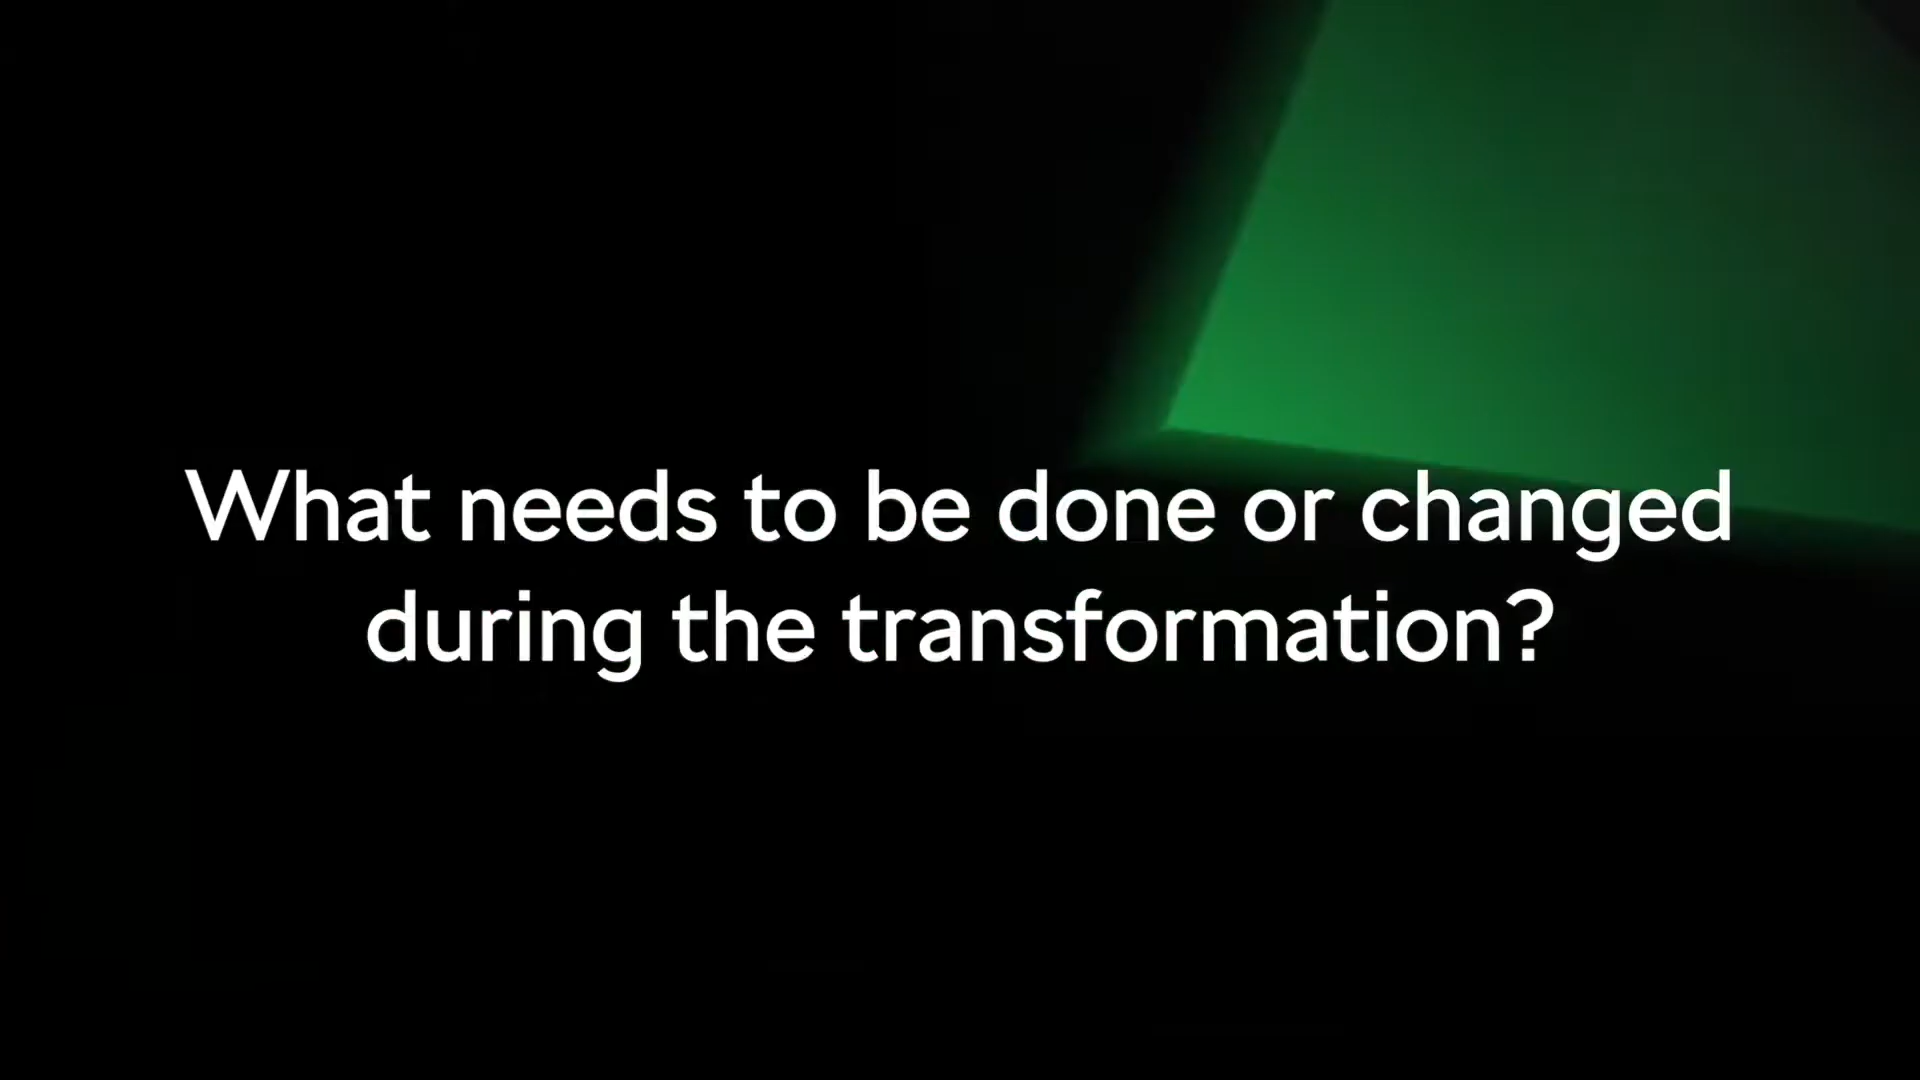 What needs to be done or changed
during the transformation?